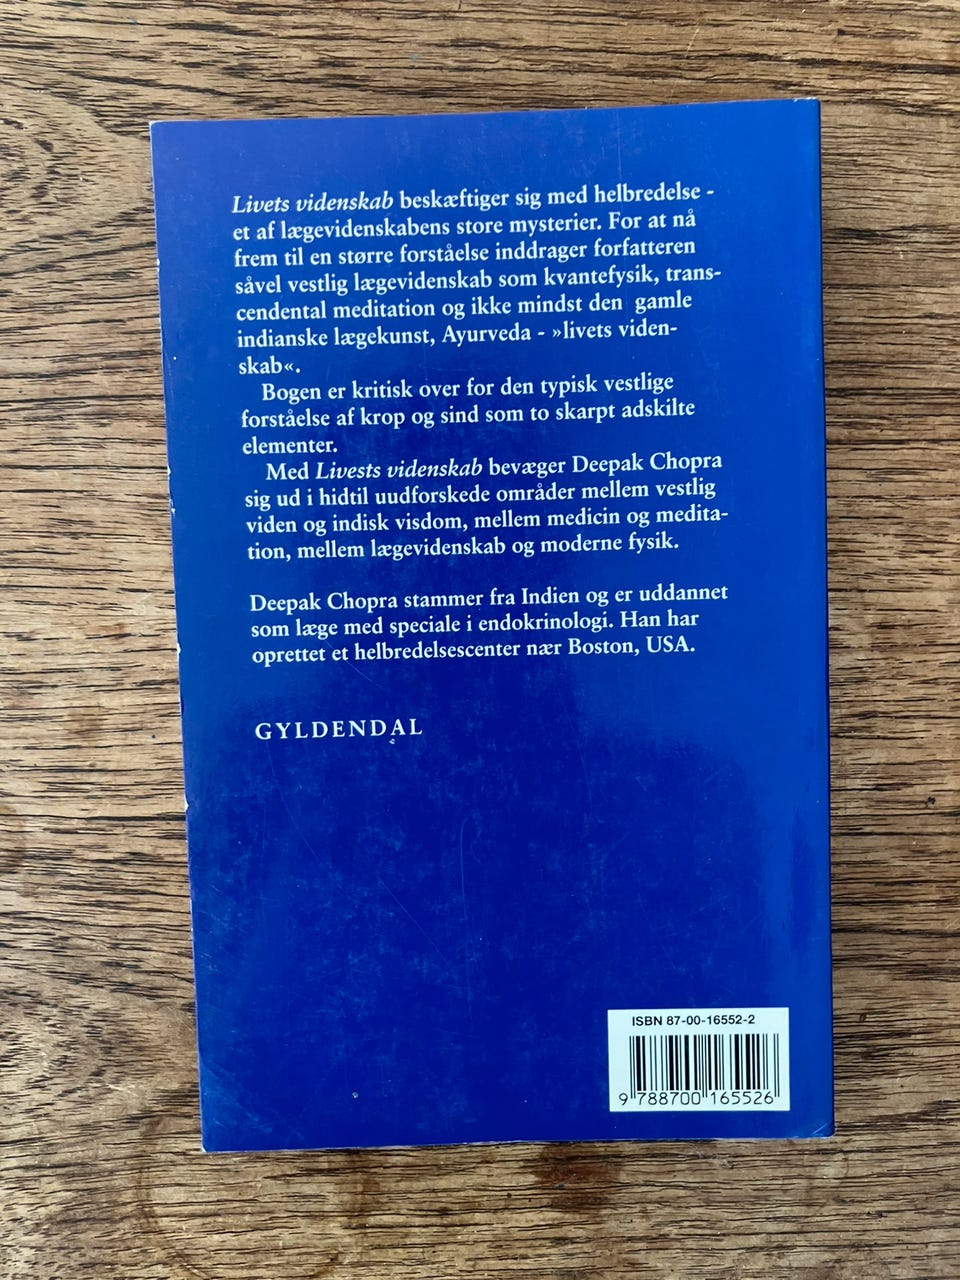 Livets videnskab beskæftiger sig med helbredelse -
et af lægevidenskabens store mysterier. For at nå
frem til en større forståelse inddrager forfatteren
såvel vestlig lægevidenskab som kvantefysik, trans-
cendental meditation og ikke mindst den gamle
indianske lægekunst, Ayurveda - »livets viden-
skab«.
Bogen er kritisk over for den typisk vestlige
forståelse af krop og sind som to skarpt adskilte
elementer.
Med Livests videnskab bevæger Deepak Chopra
sig ud i hidtil uudforskede områder mellem vestlig
viden og indisk visdom, mellem medicin og medita-
tion, mellem lægevidenskab og moderne fysik.
Deepak Chopra stammer fra Indien og er uddannet
som læge med speciale i endokrinologi. Han har
oprettet et helbredelsescenter nær Boston, USA.
GYLDENDAL
ISBN 87-00-16552-2
9 788700 165526